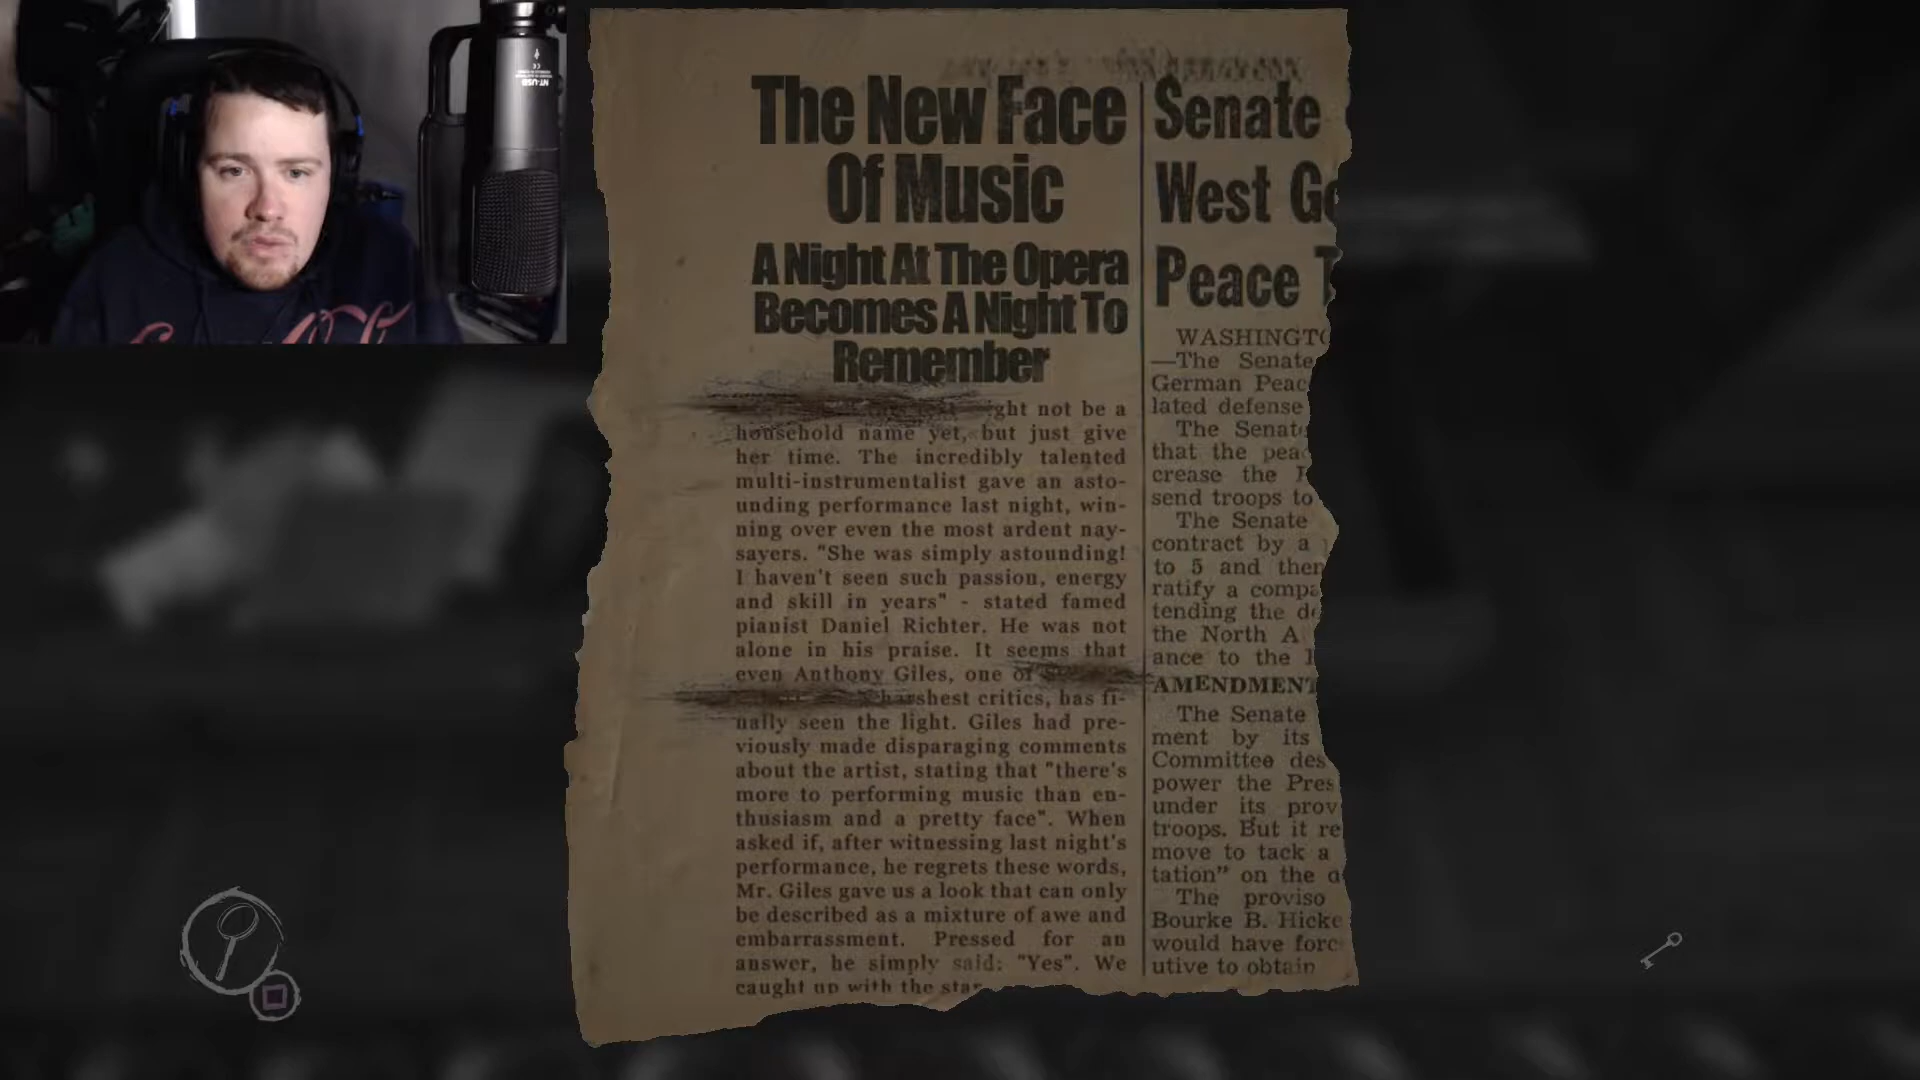 NT-USB
The New Face
Of Music
A Night At The Opera
Becomes A Night To
Remember
not be a
household name yet, but just give
her time. The incredibly talented
multi-instrumentalist gave an asto-
unding performance last night, win-
ning over even the most ardent nay-
sayers. "She was simply astounding!
I haven't seen such passion, energy
and skill in years" - stated famed
pianist Daniel Richter. He was not
alone in his praise. It seems that
even Anthony Giles, one of
harshest critics, has fi-
nally seen the light. Giles had pre-
viously made disparaging comments
about the artist, stating that "there's
more to performing music than en-
thusiasm and a pretty face". When
asked if, after witnessing last night's
performance, he regrets these words,
Mr. Giles gave us a look that can only
be described as a mixture of awe and
embarrassment. Pressed for an
answer, he simply said: "Yes". We
caught up with the star
Senate
West Ge
Peace T
WASHINGTO
—The Senate
German Peac
lated defense
The Senat
that the peac
crease the
send troops to
The Senate
contract by a
to 5 and then
ratify a compa
tending the de
the North A
ance to the
AMENDMENT
The Senate
ment by its
Committee des
power the Pres
under its prov
troops. But it re
move to tack a
tation” on the a
The proviso
Bourke B. Hicke
would have forc
utive to obtain